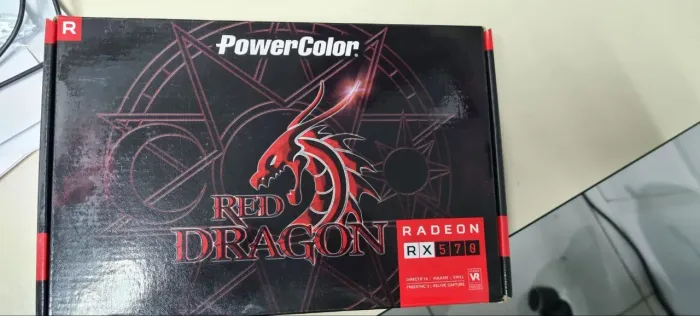 R
PowerColor
RED
DRAGON
RADEON
RX 570
VR